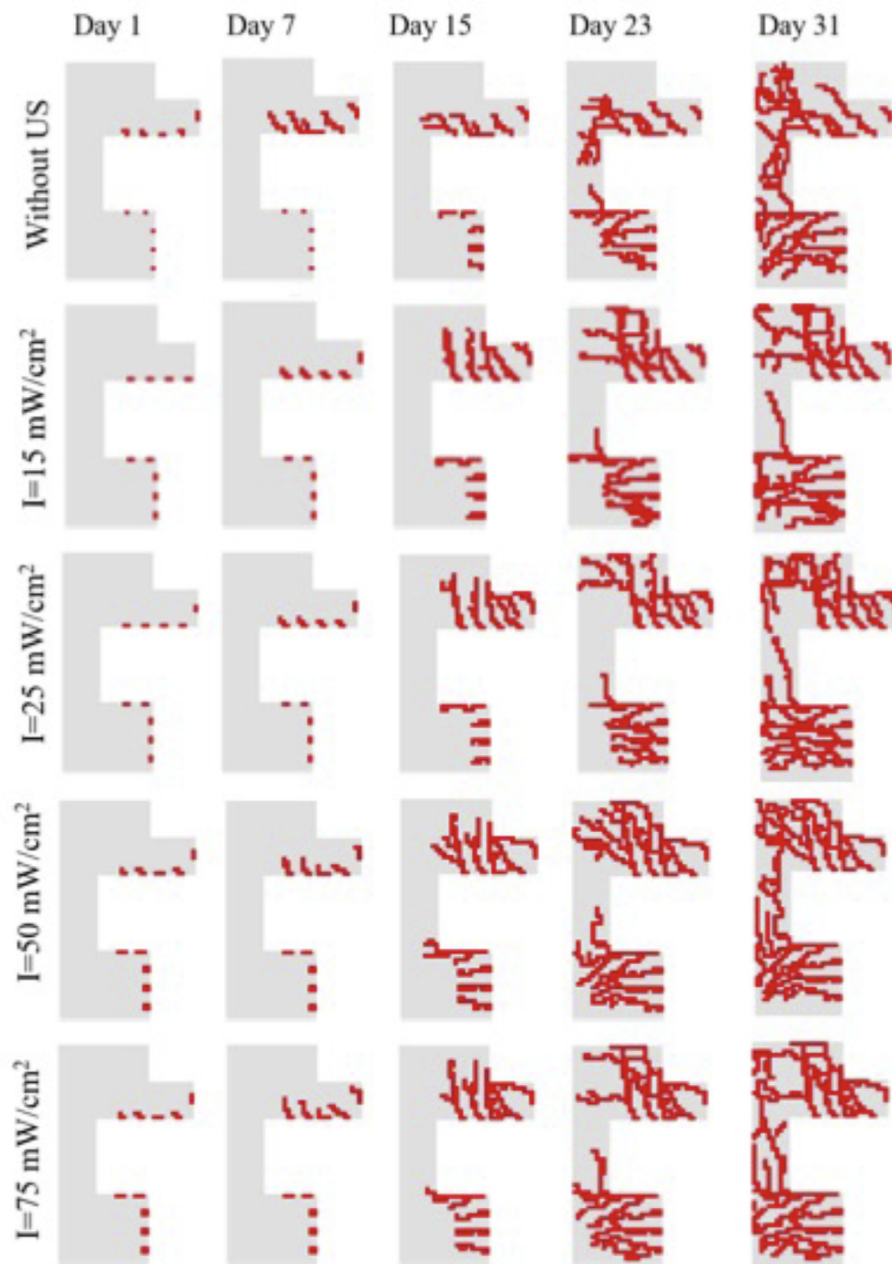 Day 1 Day 7 Day 15 Day 23 Day 31
Without US
I=15 mW/cm²
I=25 mW/cm²
I=50 mW/cm²
I=75 mW/cm²